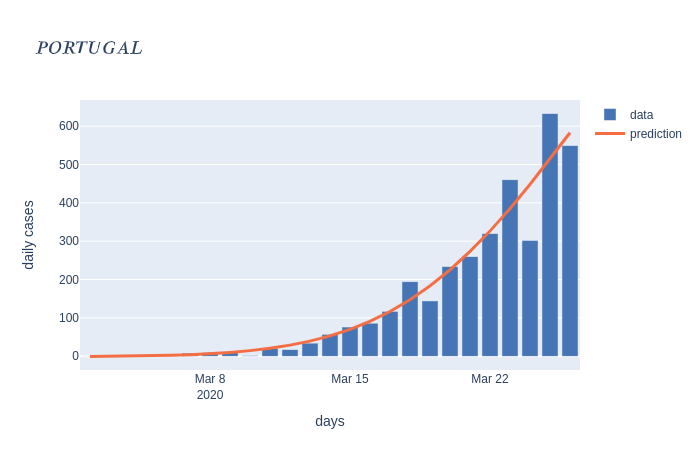 PORTUGAL
data
prediction
600
500
400
300
200
100
0
daily cases
Mar 8
2020
Mar 15
Mar 22
days